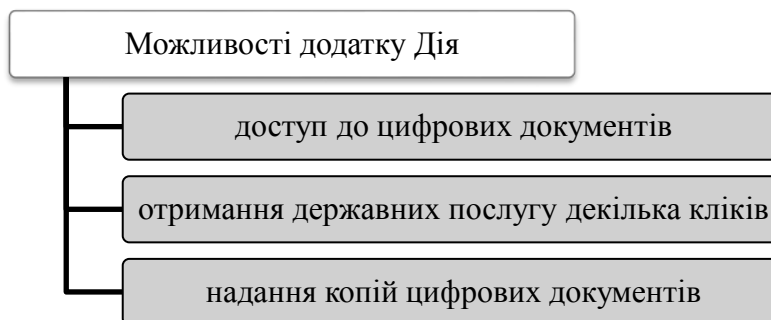 Можливості додатку Дія
доступ до цифрових документів
отримання державних послугу декілька кліків
надання копій цифрових документів